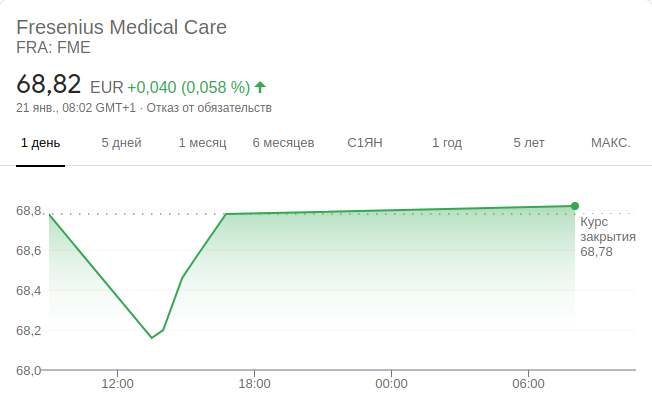 Fresenius Medical Care
FRA: FME
68,82 EUR +0,040 (0,058 %)
21 янв., 08:02 GMT+1 · Отказ от обязательств
1 день 5 дней 1 месяц 6 месяцев С1ЯН 1 год 5 лет МАКС.
68,8
Курс
закрытия
68,78
68,6
68,4
68,2
68,0
12:00 18:00 00:00 06:00